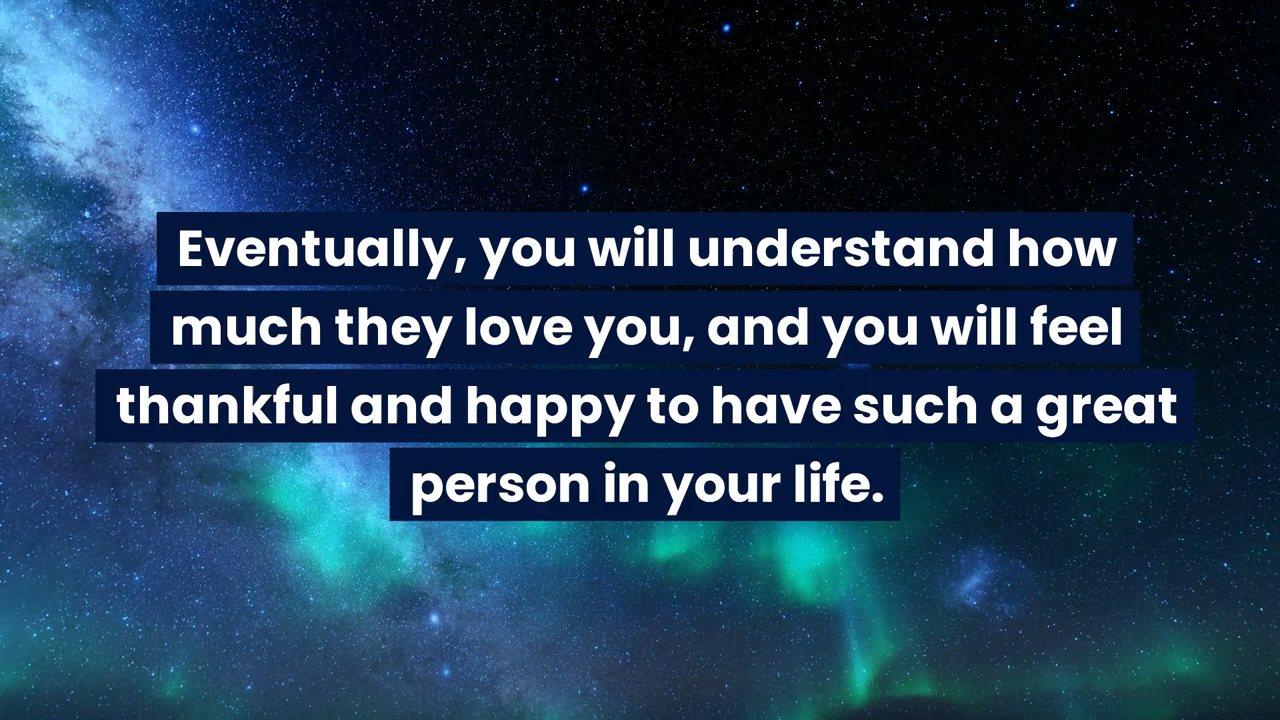 Eventually, you will understand how
much they love you, and you will feel
thankful and happy to have such a great
person in your life.